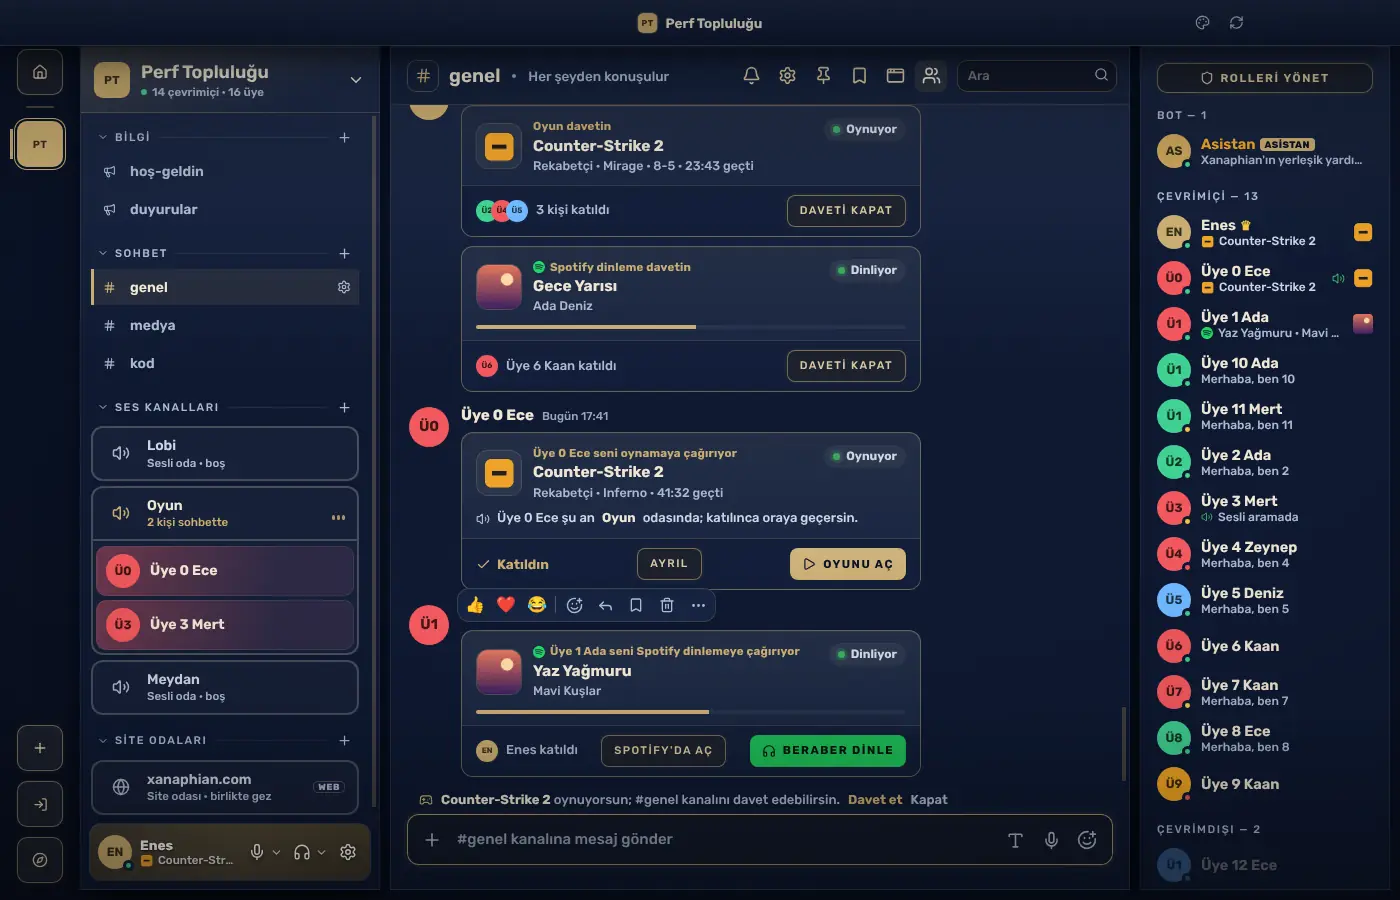 PT Perf Topluluğu
PT
PT Perf Topluluğu
14 çevrimiçi • 16 üye
BİLGİ
hoş-geldin
duyurular
SOHBET
# genel
# medya
# kod
SES KANALLARI
Lobi
Sesli oda • boş
Oyun
2 kişi sohbette
Ü0 Üye 0 Ece
Ü3 Üye 3 Mert
Meydan
Sesli oda • boş
SİTE ODALARI
xanaphian.com
Site odası • birlikte gez
WEB
EN Enes
Counter-Str...
# genel • Her şeyden konuşulur
Ara
Oyun davetin
Counter-Strike 2
Rekabetçi • Mirage • 8-5 • 23:43 geçti
Oynuyor
Ü2 Ü4 Ü5 3 kişi katıldı
DAVETİ KAPAT
Spotify dinleme davetin
Gece Yarısı
Ada Deniz
Dinliyor
Ü6 Üye 6 Kaan katıldı
DAVETİ KAPAT
Ü0 Üye 0 Ece Bugün 17:41
Üye 0 Ece seni oynamaya çağırıyor
Counter-Strike 2
Rekabetçi • Inferno • 41:32 geçti
Oynuyor
Üye 0 Ece şu an Oyun odasında; katılınca oraya geçersin.
Katıldın
AYRIL
OYUNU AÇ
Ü1
Üye 1 Ada seni Spotify dinlemeye çağırıyor
Yaz Yağmuru
Mavi Kuşlar
Dinliyor
EN Enes katıldı
SPOTIFY'DA AÇ
BERABER DİNLE
Counter-Strike 2 oynuyorsun; #genel kanalını davet edebilirsin. Davet et Kapat
#genel kanalına mesaj gönder
ROLLERİ YÖNET
BOT — 1
AS Asistan ASİSTAN
Xanaphian'ın yerleşik yardı...
ÇEVRİMİÇİ — 13
EN Enes
Counter-Strike 2
Ü0 Üye 0 Ece
Counter-Strike 2
Ü1 Üye 1 Ada
Yaz Yağmuru • Mavi ...
Ü1 Üye 10 Ada
Merhaba, ben 10
Ü1 Üye 11 Mert
Merhaba, ben 11
Ü2 Üye 2 Ada
Merhaba, ben 2
Ü3 Üye 3 Mert
Sesli aramada
Ü4 Üye 4 Zeynep
Merhaba, ben 4
Ü5 Üye 5 Deniz
Merhaba, ben 5
Ü6 Üye 6 Kaan
Ü7 Üye 7 Kaan
Merhaba, ben 7
Ü8 Üye 8 Ece
Merhaba, ben 8
Ü9 Üye 9 Kaan
ÇEVRİMDIŞI — 2
Ü1 Üye 12 Ece